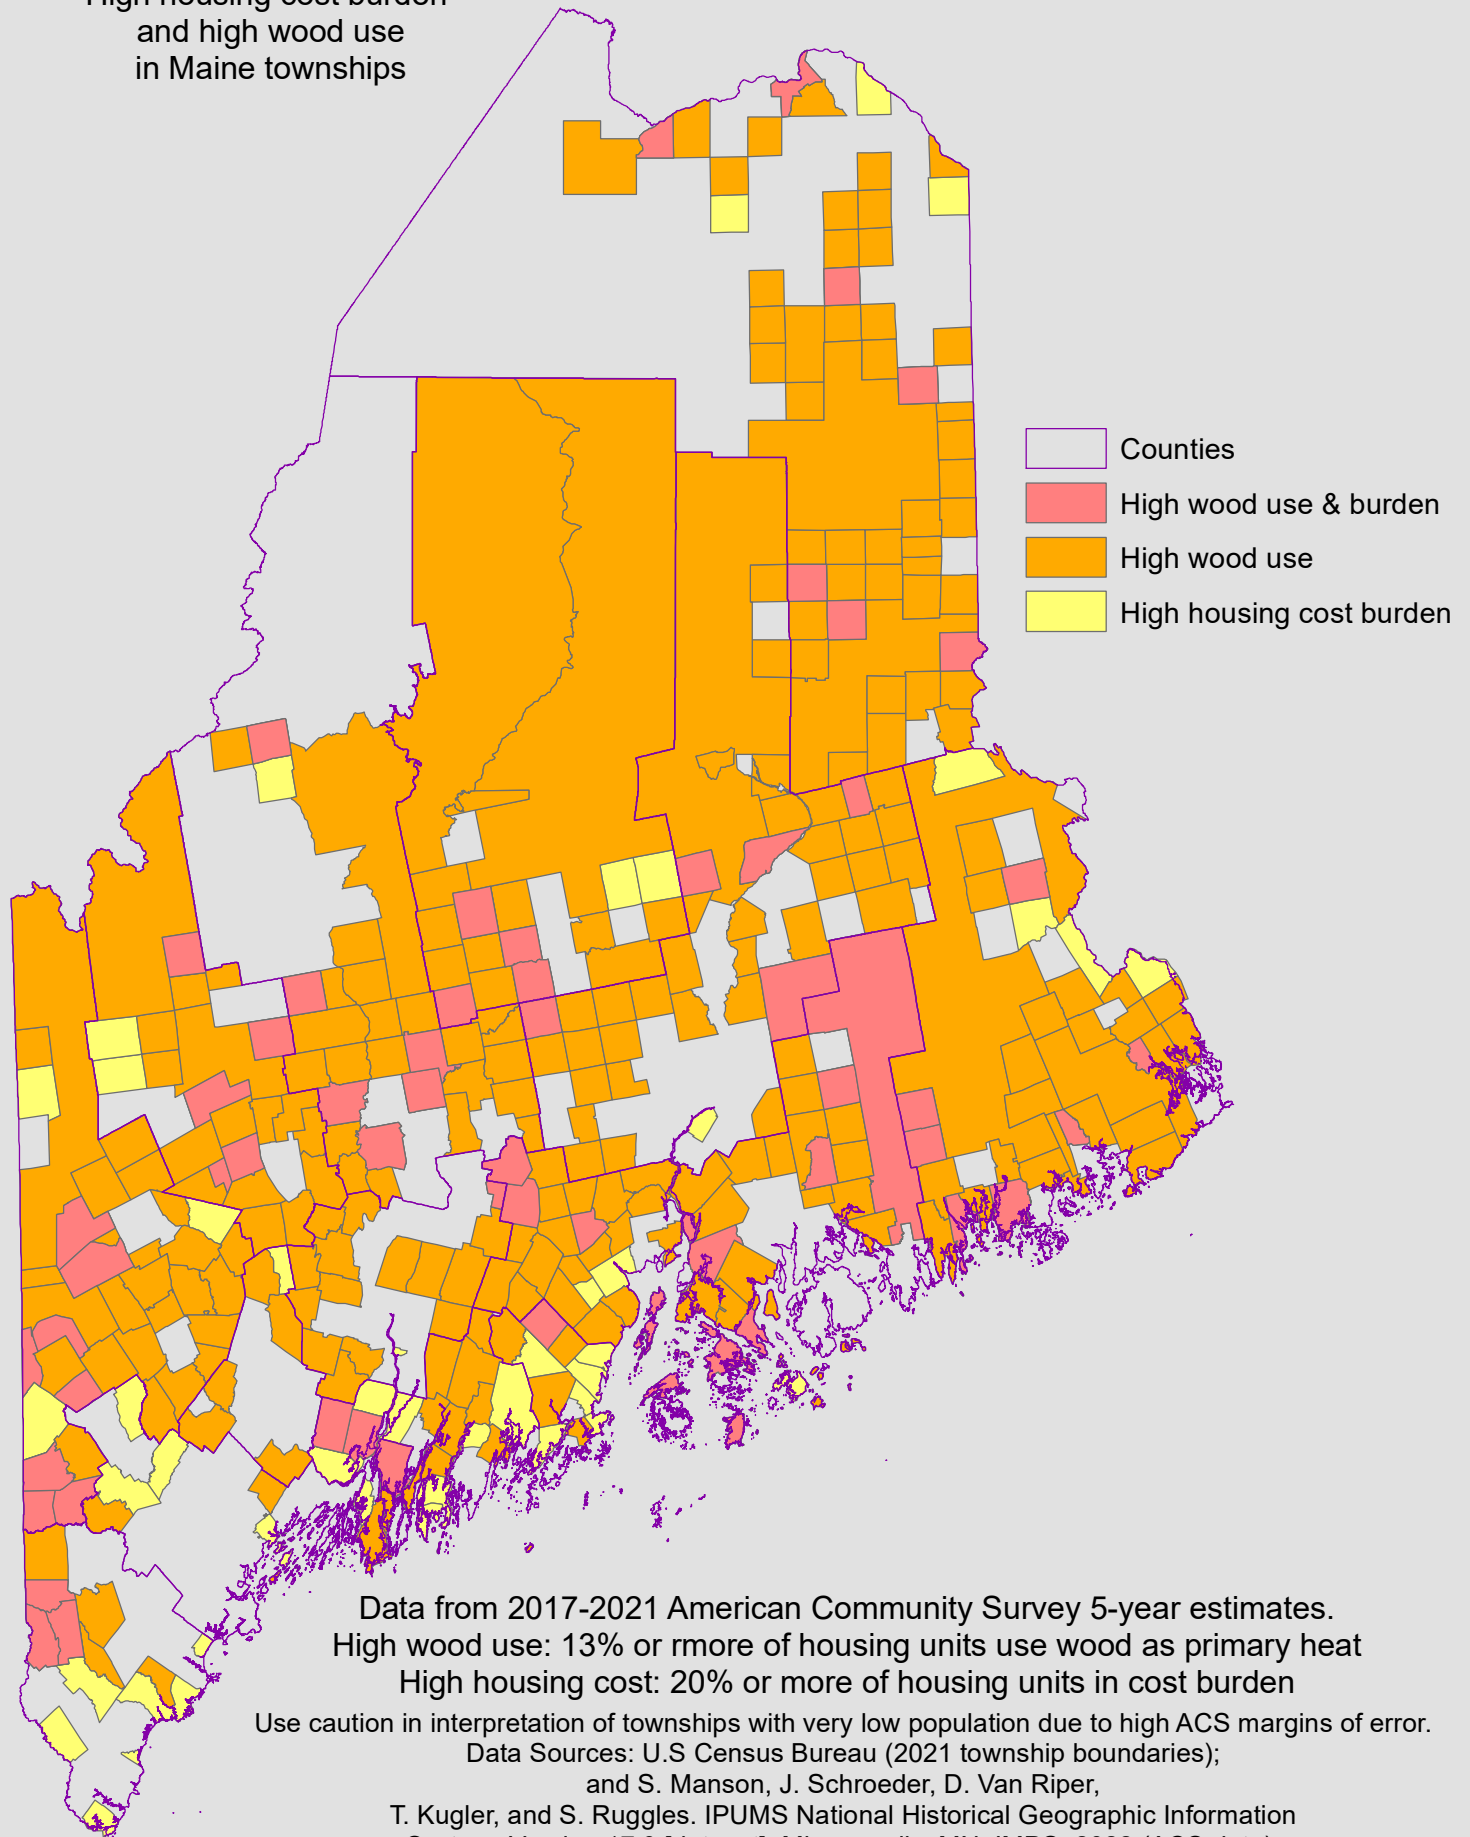 High housing cost burden
and high wood use
in Maine townships
Counties
High wood use & burden
High wood use
High housing cost burden
Data from 2017-2021 American Community Survey 5-year estimates.
High wood use: 13% or rmore of housing units use wood as primary heat
High housing cost: 20% or more of housing units in cost burden
Use caution in interpretation of townships with very low population due to high ACS margins of error.
Data Sources: U.S Census Bureau (2021 township boundaries);
and S. Manson, J. Schroeder, D. Van Riper,
T. Kugler, and S. Ruggles. IPUMS National Historical Geographic Information